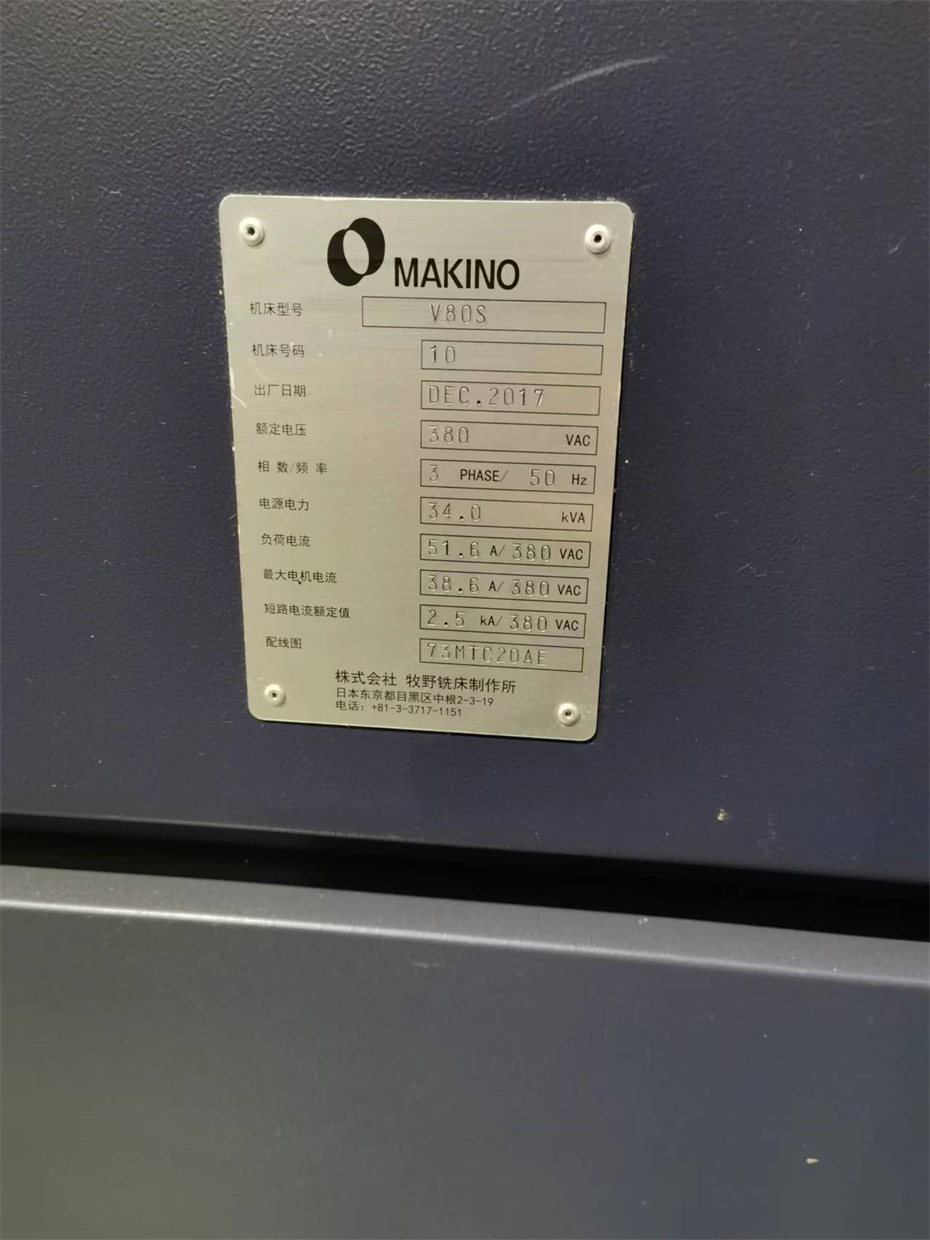 MAKINO
机床型号 V80S
机床号码 10
出厂日期 DEC.2017
额定电压 380 VAC
相 数/频 率 3 PHASE/ 50 Hz
电源电力 34.0 kVA
负荷电流 51.6 A/380 VAC
最大电机电流 38.6 A/380 VAC
短路电流额定值 2.5 kA/380 VAC
配线图 73MTC20AE
株式会社 牧野铣床制作所
日本东京都目黑区中根2-3-19
电话：+81-3-3717-1151